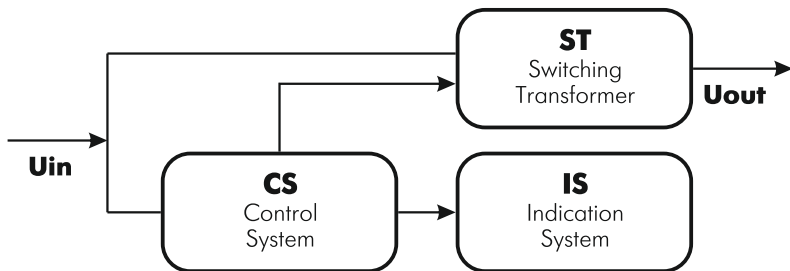 ST
Switching
Transformer
Uout
Uin
CS
Control
System
IS
Indication
System